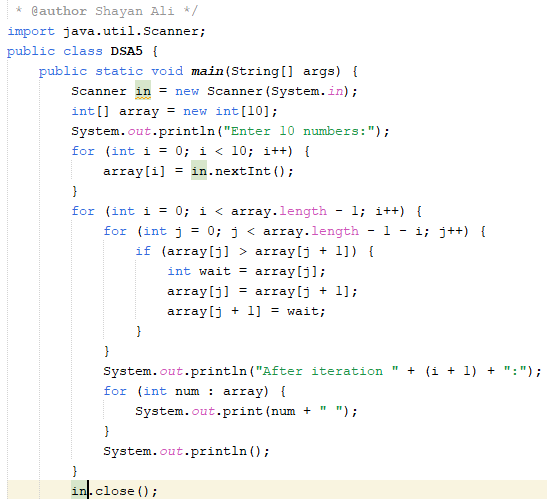 * @author Shayan Ali */
import java.util.Scanner;
public class DSA5 {
    public static void main(String[] args) {
        Scanner in = new Scanner(System.in);
        int[] array = new int[10];
        System.out.println("Enter 10 numbers:");
        for (int i = 0; i < 10; i++) {
            array[i] = in.nextInt();
        }
        for (int i = 0; i < array.length - 1; i++) {
            for (int j = 0; j < array.length - 1 - i; j++) {
                if (array[j] > array[j + 1]) {
                    int wait = array[j];
                    array[j] = array[j + 1];
                    array[j + 1] = wait;
                }
            }
            System.out.println("After iteration " + (i + 1) + ":");
            for (int num : array) {
                System.out.print(num + " ");
            }
            System.out.println();
        }
        in.close();